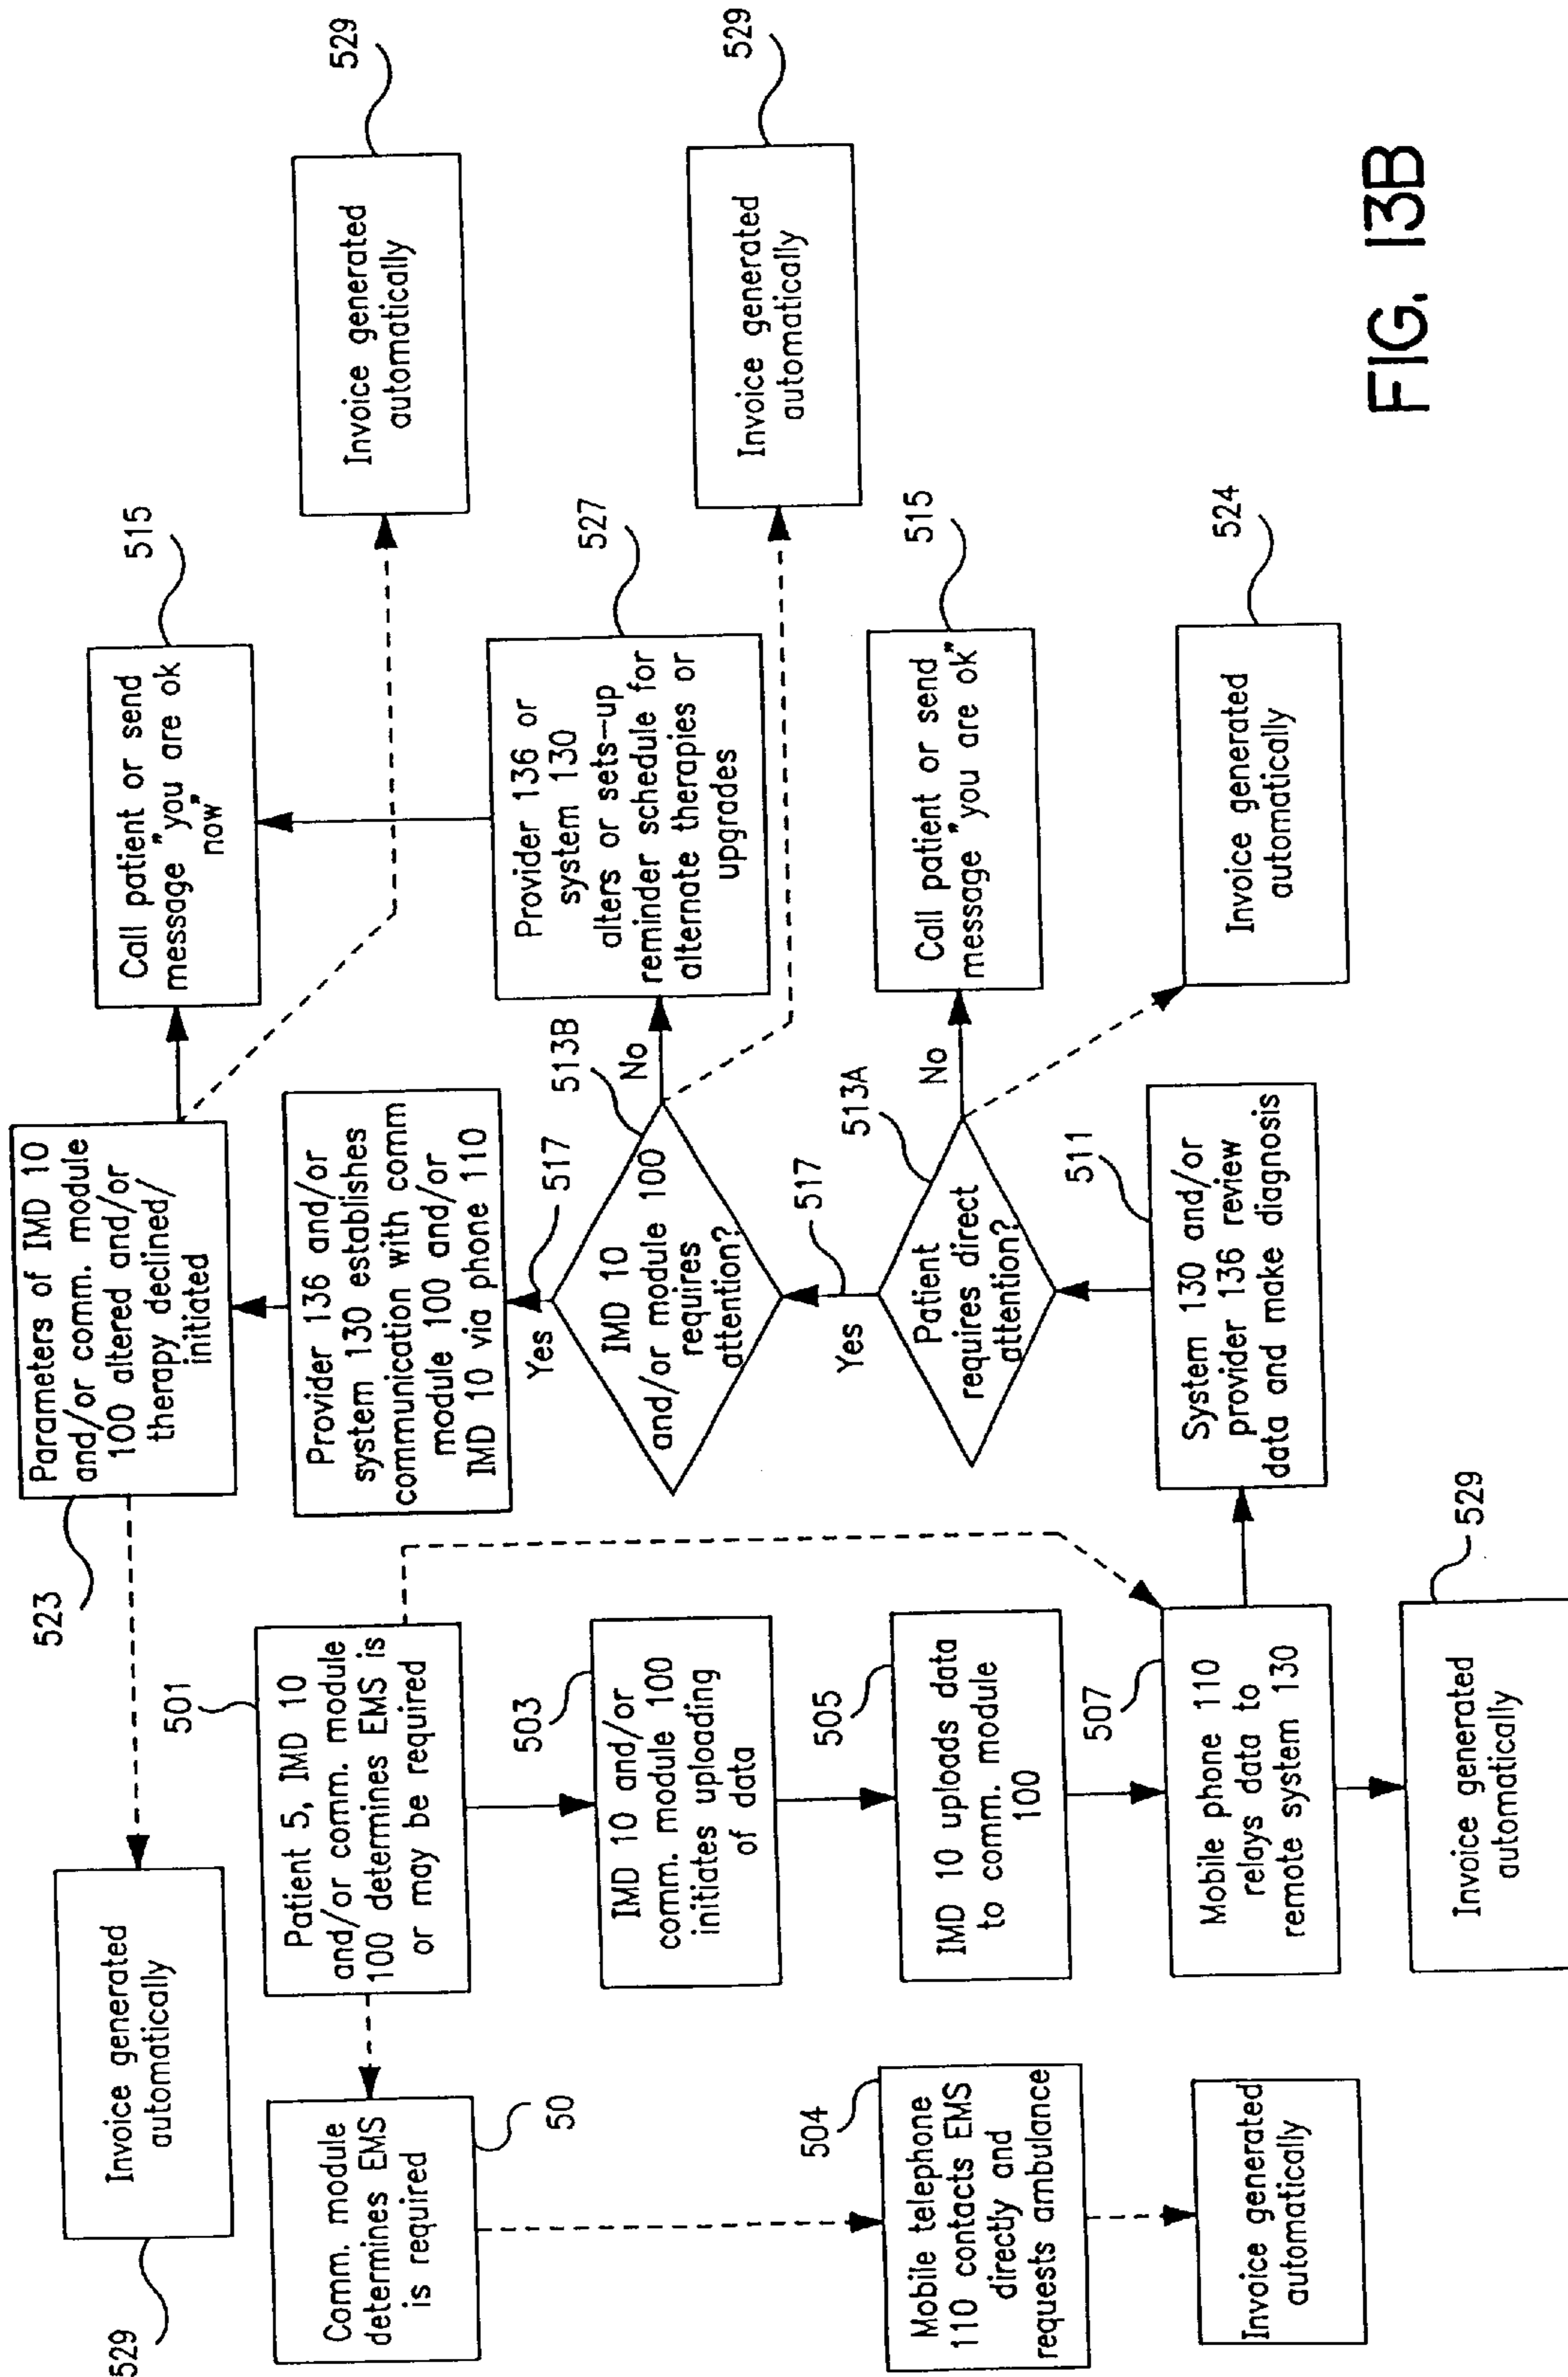 529
Invoice generated
automatically
523
Parameters of IMD 10
and/or comm. module
100 altered and/or
therapy declined/
initiated
Call patient or send
message "you are ok
now"
515
Comm. module
determines EMS
is required
50
501
Patient 5, IMD 10
and/or comm. module
100 determines EMS is
or may be required
Provider 136 and/or
system 130 establishes
communication with comm
module 100 and/or
IMD 10 via phone 110
Invoice generated
automatically
529
Yes
517
503
IMD 10 and/or
comm. module 100
initiates uploading
of data
IMD 10
and/or module 100
requires
attention?
513B
No
Provider 136 or
system 130
alters or sets-up
reminder schedule for
alternate therapies or
upgrades
527
Invoice generated
automatically
529
Yes
517
504
Mobile telephone
110 contacts EMS
directly and
requests ambulance
505
IMD 10 uploads data
to comm. module
100
Patient
requires direct
attention?
513A
No
Call patient or send
message "you are ok"
515
507
Mobile phone 110
relays data to
remote system 130
511
System 130 and/or
provider 136 review
data and make diagnosis
Invoice generated
automatically
524
Invoice generated
automatically
Invoice generated
automatically
529
FIG. 13B